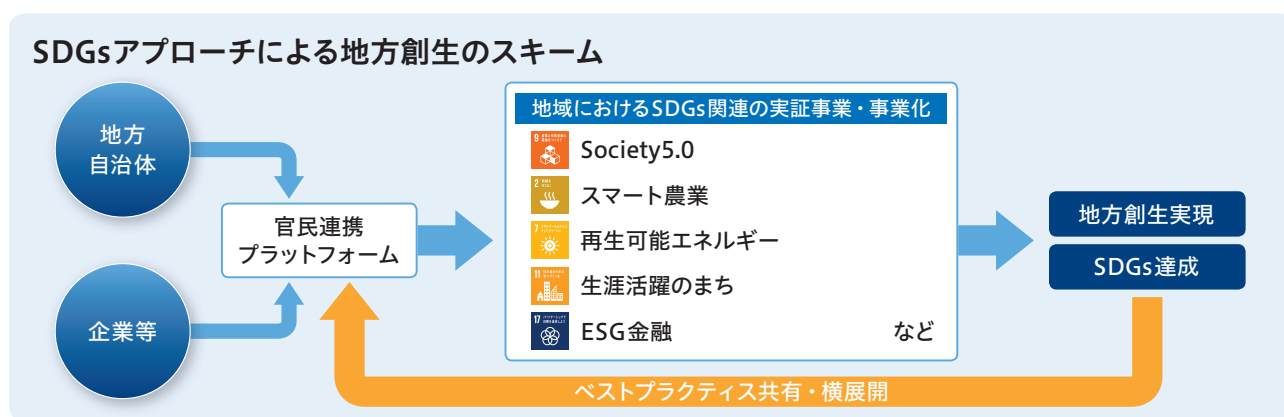 SDGsアプローチによる地方創生のスキーム
地方
自治体
企業等
官民連携
プラットフォーム
地域におけるSDGs関連の実証事業・事業化
9
Society5.0
2
スマート農業
7
再生可能エネルギー
11
生涯活躍のまち
17
ESG金融 など
地方創生実現
SDGs達成
ベストプラクティス共有・横展開